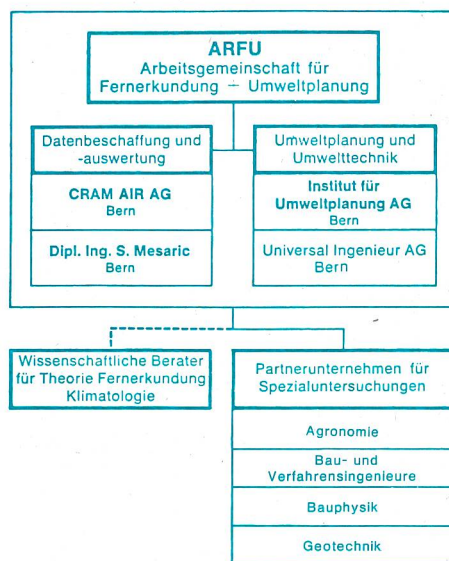 ARFU
Arbeitsgemeinschaft für
Fernerkundung – Umweltplanung
Datenbeschaffung und
-auswertung
CRAM AIR AG
Bern
Dipl. Ing. S. Mesaric
Bern
Umweltplanung und
Umwelttechnik
Institut für
Umweltplanung AG
Bern
Universal Ingenieur AG
Bern
Wissenschaftliche Berater
für Theorie Fernerkundung
Klimatologie
Partnerunternehmen für
Spezialuntersuchungen
Agronomie
Bau- und
Verfahrensingenieure
Bauphysik
Geotechnik